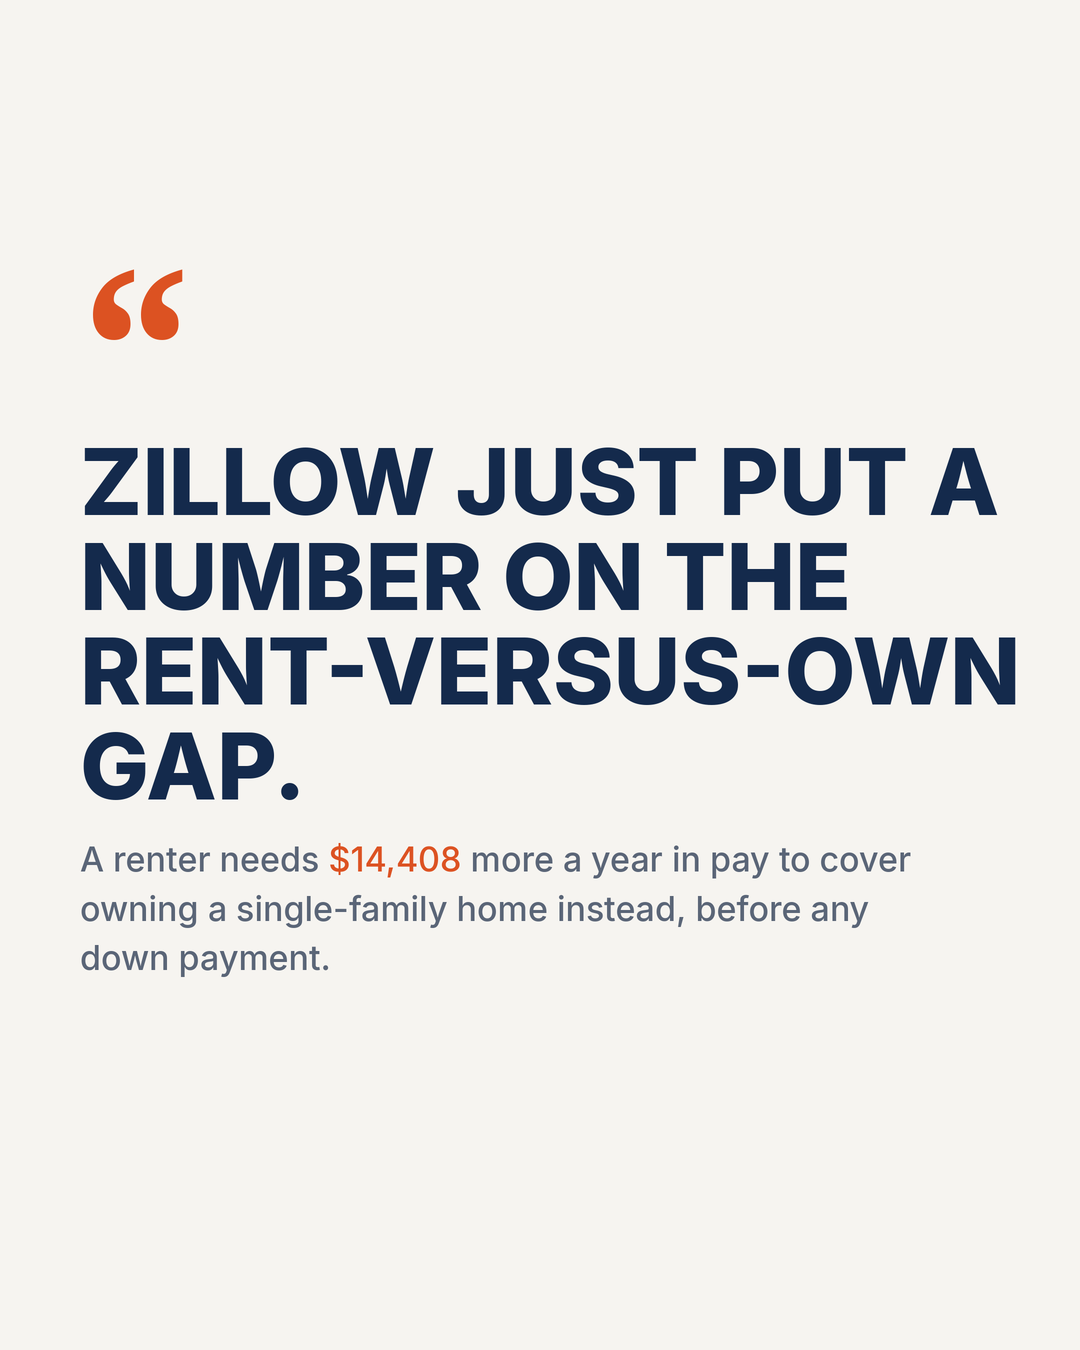 “
ZILLOW JUST PUT A
NUMBER ON THE
RENT-VERSUS-OWN
GAP.
A renter needs $14,408 more a year in pay to cover
owning a single-family home instead, before any
down payment.